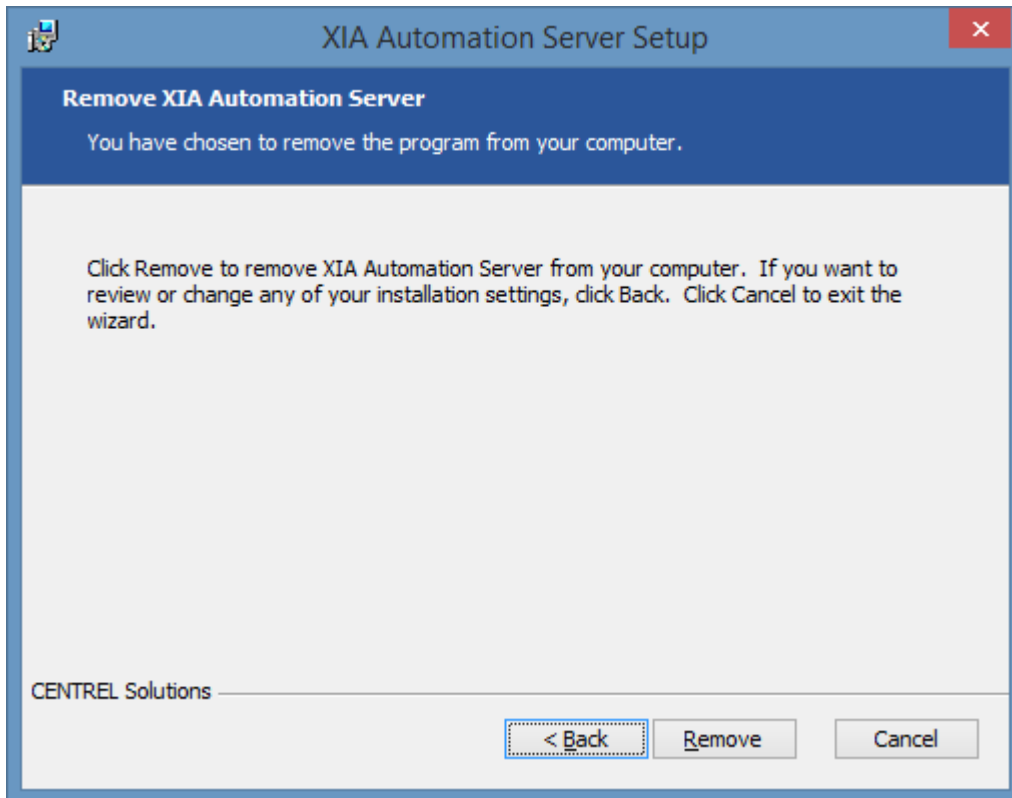 XIA Automation Server Setup
Remove XIA Automation Server
You have chosen to remove the program from your computer.
Click Remove to remove XIA Automation Server from your computer.  If you want to
review or change any of your installation settings, click Back.  Click Cancel to exit the
wizard.
CENTREL Solutions
< Back
Remove
Cancel